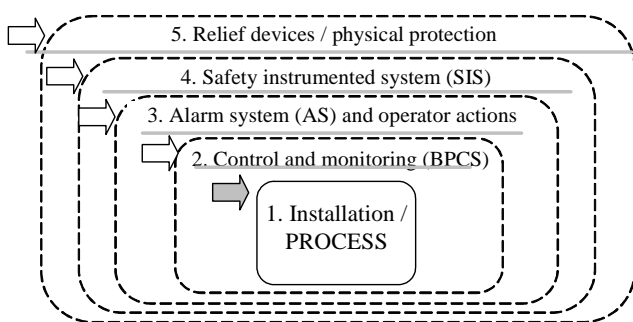 5. Relief devices / physical protection
4. Safety instrumented system (SIS)
3. Alarm system (AS) and operator actions
2. Control and monitoring (BPCS)
1. Installation /
PROCESS